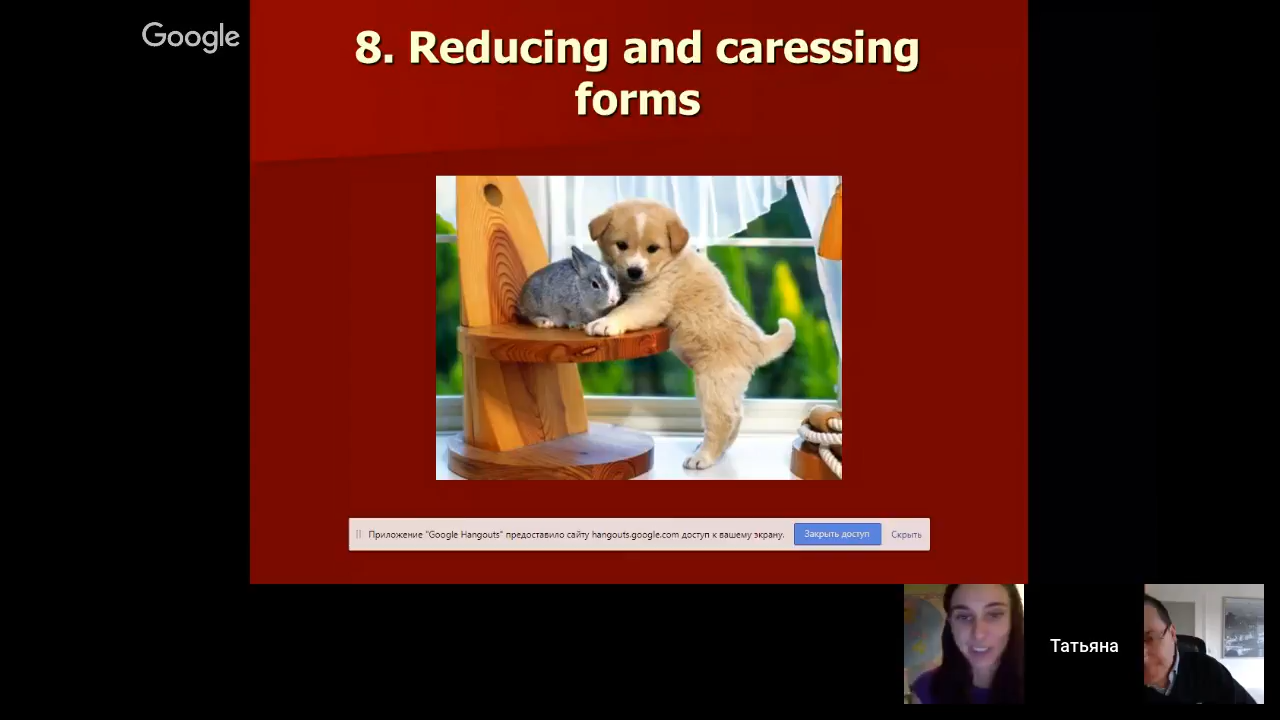 Google
8. Reducing and caressing
forms
Приложение "Google Hangouts" предоставило сайту hangouts.google.com доступ к вашему экрану.
Закрыть доступ
Скрыть
Татьяна